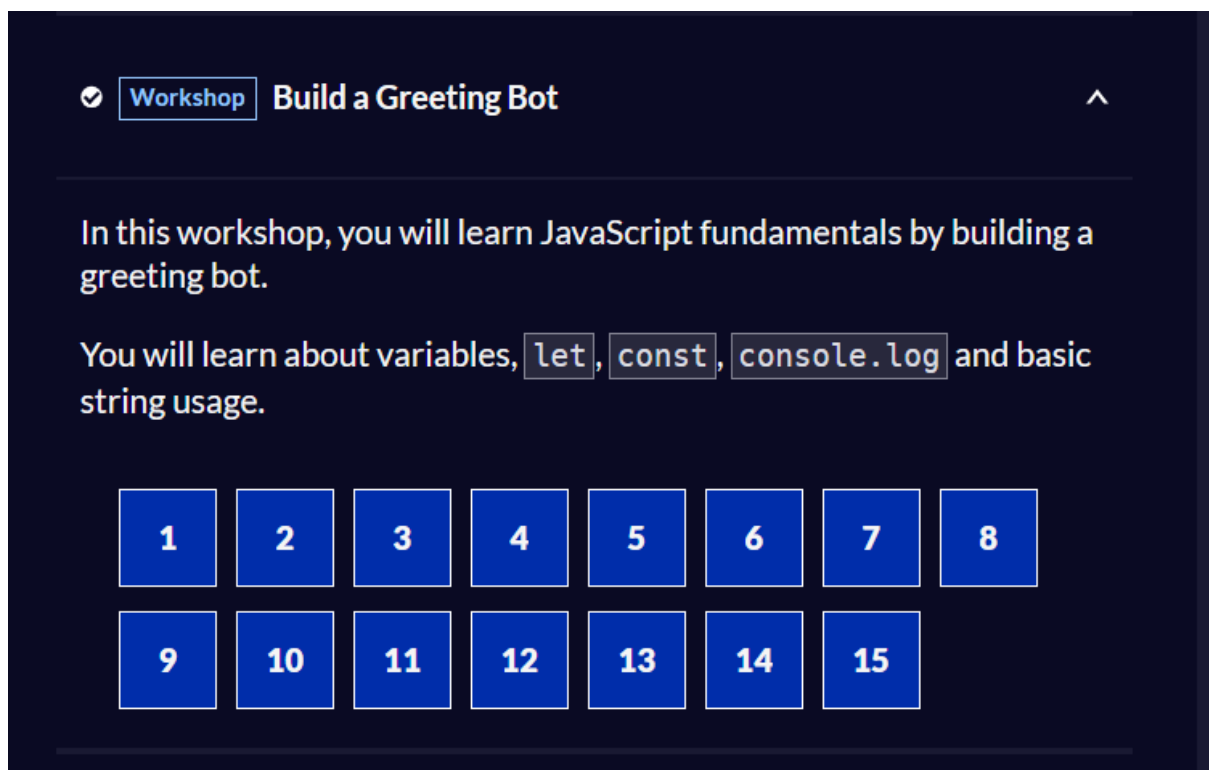 Workshop Build a Greeting Bot
In this workshop, you will learn JavaScript fundamentals by building a
greeting bot.
You will learn about variables, let, const, console.log and basic
string usage.
1 2 3 4 5 6 7 8
9 10 11 12 13 14 15